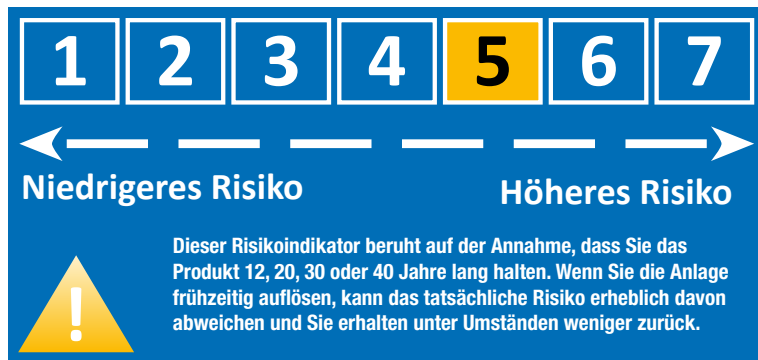 1 2 3 4 5 6 7
Niedrigeres Risiko Höheres Risiko
Dieser Risikoindikator beruht auf der Annahme, dass Sie das
Produkt 12, 20, 30 oder 40 Jahre lang halten. Wenn Sie die Anlage
frühzeitig auflösen, kann das tatsächliche Risiko erheblich davon
abweichen und Sie erhalten unter Umständen weniger zurück.
!